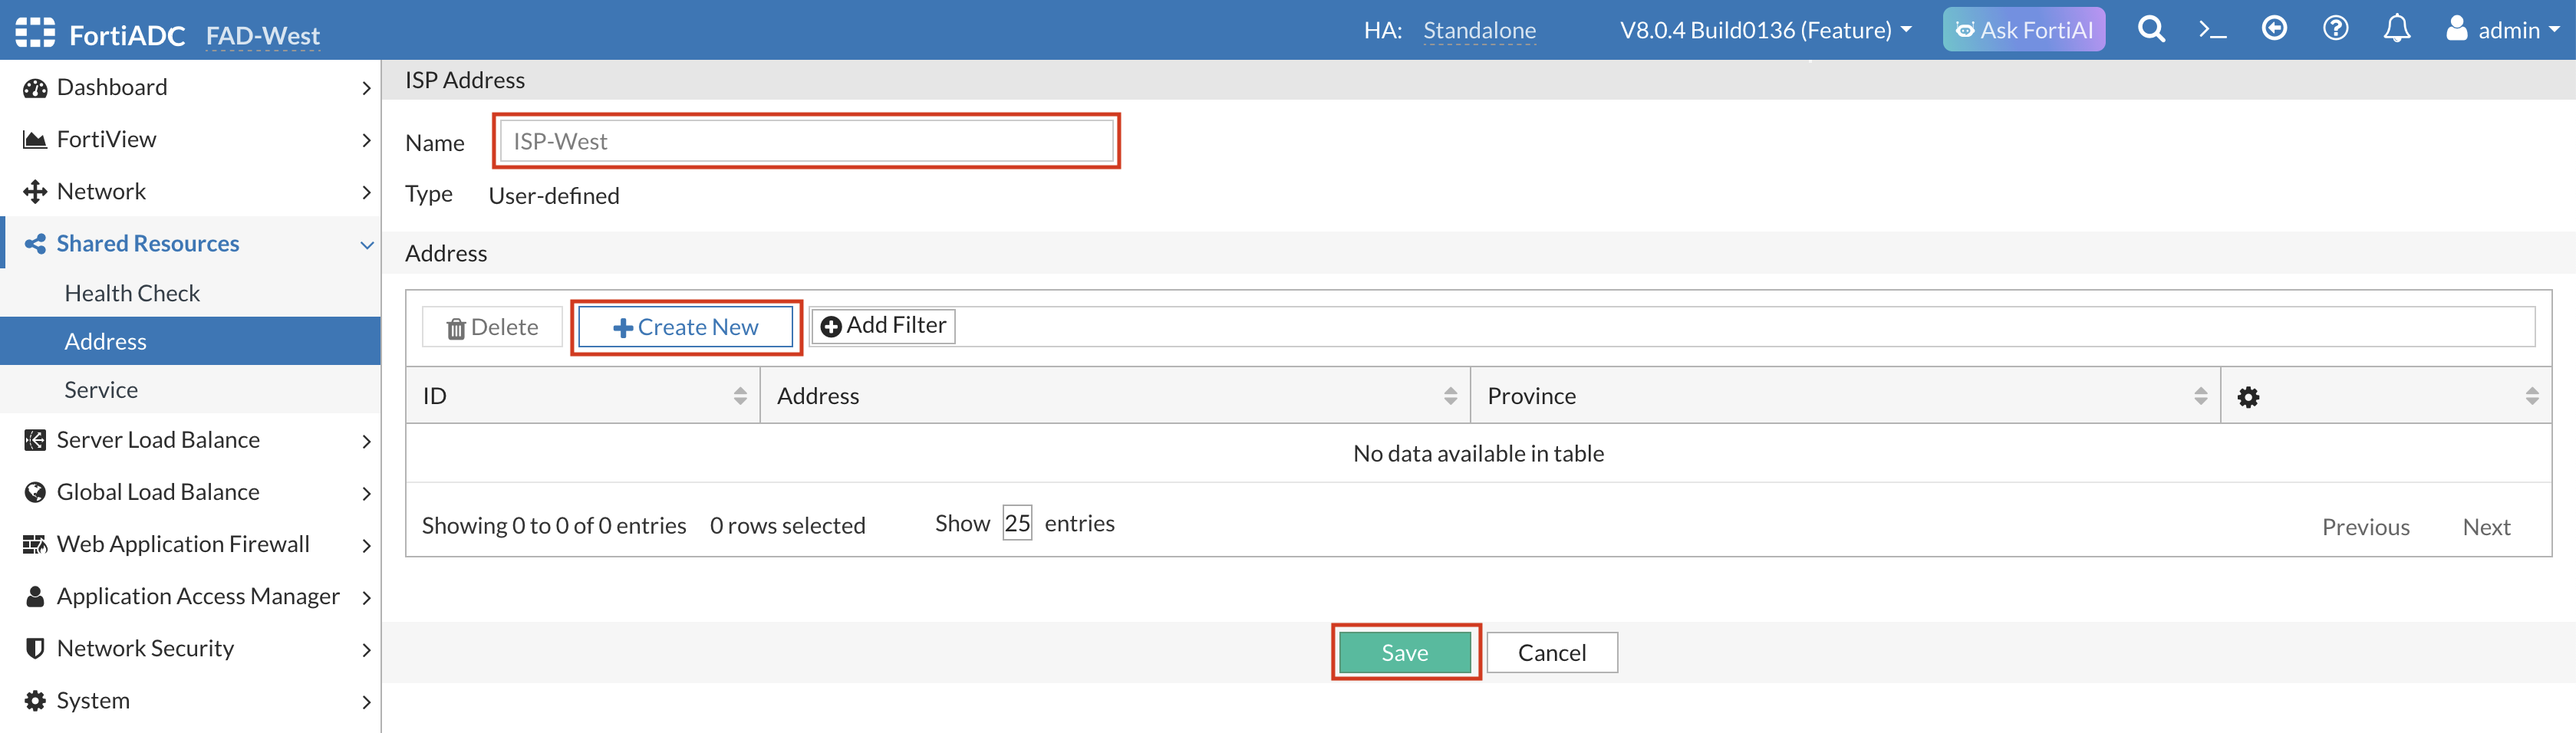 FortiADC FAD-West HA: Standalone V8.0.4 Build0136 (Feature) Ask FortiAI admin
Dashboard
FortiView
Network
Shared Resources
Health Check
Address
Service
Server Load Balance
Global Load Balance
Web Application Firewall
Application Access Manager
Network Security
System
ISP Address
Name ISP-West
Type User-defined
Address
Delete Create New Add Filter
ID Address Province
No data available in table
Showing 0 to 0 of 0 entries 0 rows selected Show 25 entries Previous Next
Save Cancel